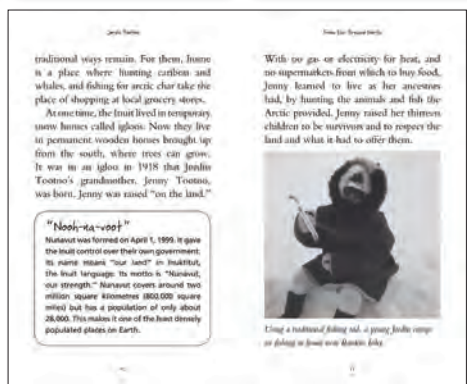 Jordin Tootoo
traditional ways remain. For them, home
is a place where hunting caribou and
whales, and fishing for arctic char take the
place of shopping at local grocery stores.
At one time, the Inuit lived in temporary
snow houses called igloos. Now they live
in permanent wooden homes brought up
from the south, where trees can grow.
It was in an igloo in 1918 that Jordin
Tootoo's grandmother, Jenny Tootoo,
was born. Jenny was raised "on the land."
"Nooh-na-voot"
Nunavut was formed on April 1, 1999. It gave
the Inuit control over their own government.
Its name means "our land" in Inuktitut,
the Inuit language. Its motto is "Nunavut,
our strength." Nunavut covers around two
million square kilometres (800,000 square
miles) but has a population of only about
28,000. This makes it one of the least densely
populated places on Earth.
With no gas or electricity for heat, and
no supermarkets from which to buy food,
Jenny learned to live as her ancestors
had, by hunting the animals and fish the
Arctic provided. Jenny raised her thirteen
children to be survivors and to respect the
land and what it had to offer them.
Using a traditional fishing rod, a young Jordin